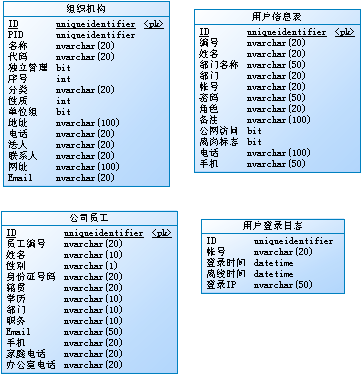 组织机构
ID uniqueidentifier <pk>
PID uniqueidentifier
名称 nvarchar(20)
代码 nvarchar(20)
独立管理 bit
序号 int
分类 nvarchar(20)
性质 int
单位组 bit
地址 nvarchar(100)
电话 nvarchar(20)
法人 nvarchar(20)
联系人 nvarchar(20)
网址 nvarchar(100)
Email nvarchar(20)
用户信息表
ID uniqueidentifier <pk>
编号 nvarchar(20)
姓名 nvarchar(20)
部门名称 nvarchar(50)
部门 nvarchar(20)
帐号 nvarchar(20)
密码 nvarchar(50)
角色 nvarchar(20)
备注 nvarchar(100)
公网访问 bit
离岗标志 bit
电话 nvarchar(100)
手机 nvarchar(50)
公司员工
ID uniqueidentifier <pk>
员工编号 nvarchar(20)
姓名 nvarchar(10)
性别 nvarchar(1)
身份证号码 nvarchar(20)
籍贯 nvarchar(20)
学历 nvarchar(10)
部门 nvarchar(10)
职务 nvarchar(10)
Email nvarchar(50)
手机 nvarchar(20)
家庭电话 nvarchar(20)
办公室电话 nvarchar(20)
用户登录日志
ID uniqueidentifier
帐号 nvarchar(20)
登录时间 datetime
离线时间 datetime
登录IP nvarchar(50)